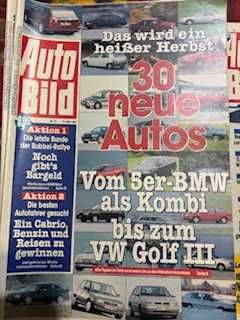 Das wird ein
heißer Herbst
Auto
Bild
30
neue
Autos
Aktion 1
Die letzte Runde
der Rubbel-Rallye
Noch
gibt's
Bargeld
Aktion 2
Die besten
Autofahrer gesucht
Ein Cabrio,
Benzin und
Reisen zu
gewinnen
Vom 5er-BMW
als Kombi
bis zum
VW Golf III